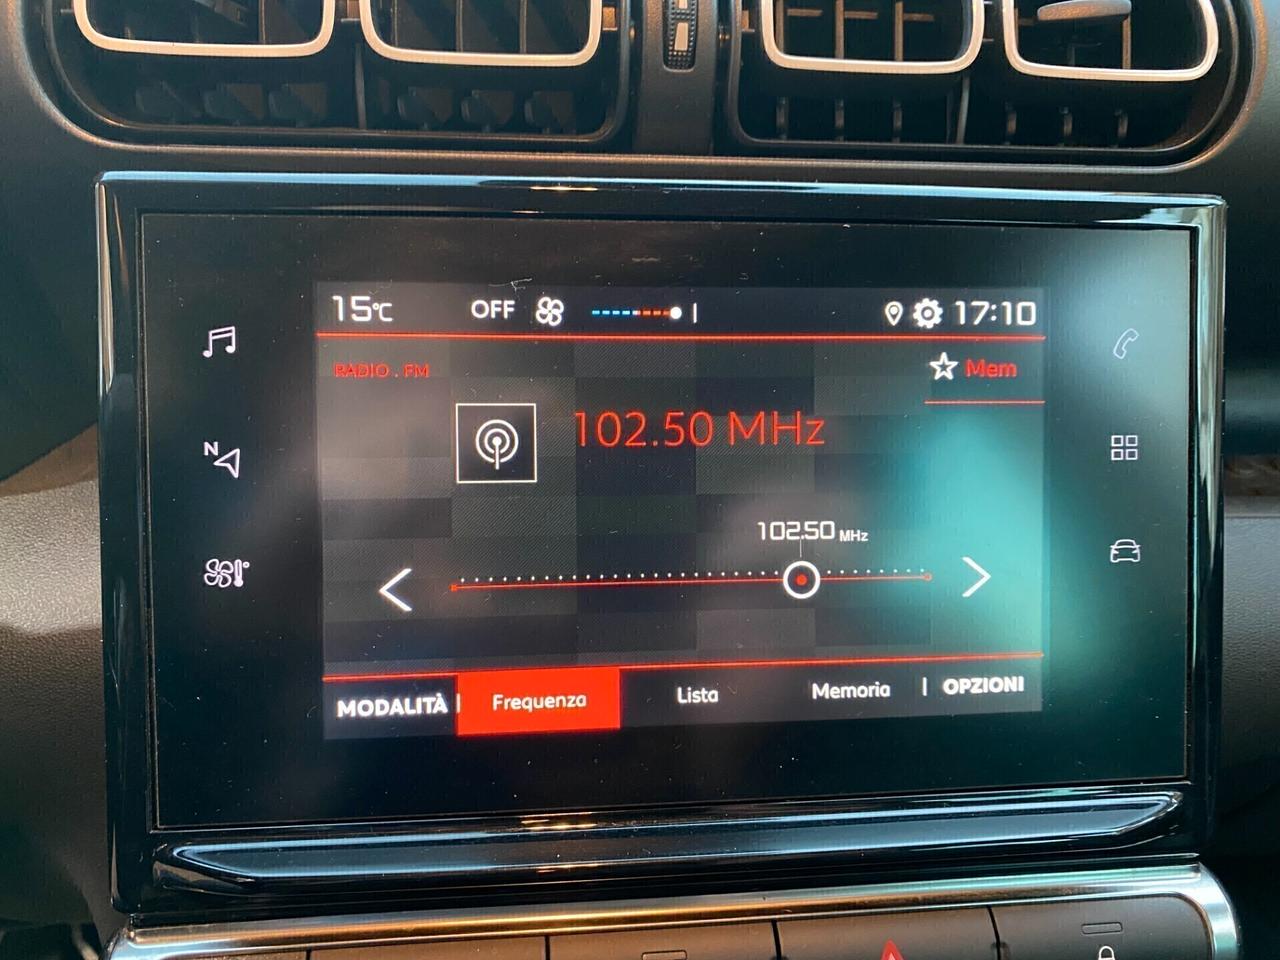 15°C OFF 17:10
RADIO . FM
Mem
102.50 MHz
102.50 MHz
N
MODALITÀ Frequenza Lista Memoria OPZIONI